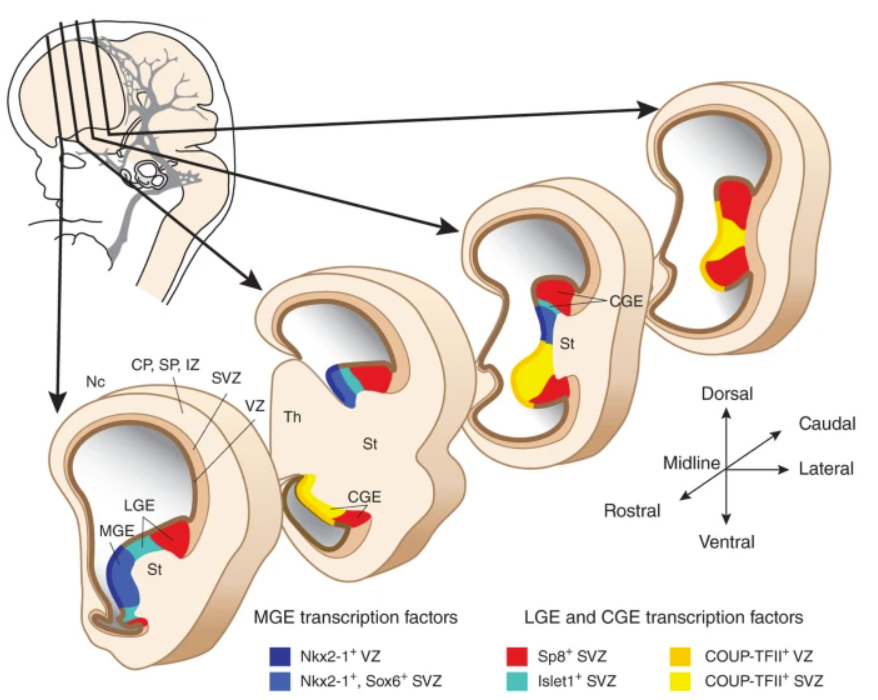 CGE
St
CP, SP, IZ
Nc
SVZ
VZ
Th
St
Dorsal
Caudal
Midline
Lateral
Rostral
Ventral
LGE
MGE
St
CGE
MGE transcription factors
Nkx2-1⁺ VZ
Nkx2-1⁺, Sox6⁺ SVZ
LGE and CGE transcription factors
Sp8⁺ SVZ
Islet1⁺ SVZ
COUP-TFII⁺ VZ
COUP-TFII⁺ SVZ